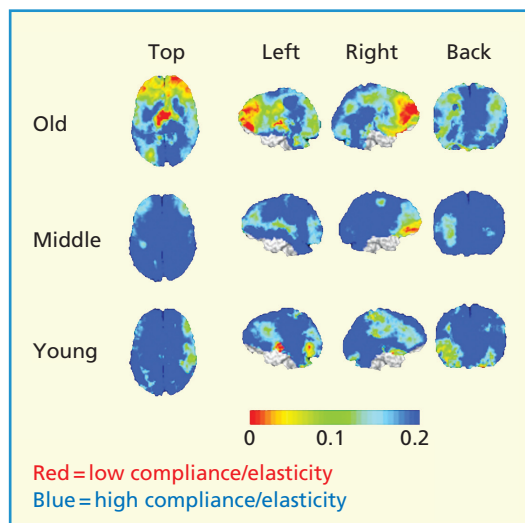 Top Left Right Back
Old
Middle
Young
0 0.1 0.2
Red = low compliance/elasticity
Blue = high compliance/elasticity